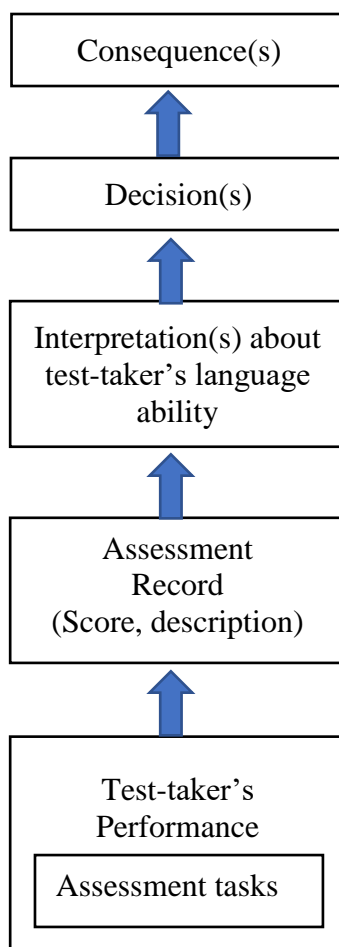 Consequence(s)
Decision(s)
Interpretation(s) about
test-taker's language
ability
Assessment
Record
(Score, description)
Test-taker's
Performance
Assessment tasks